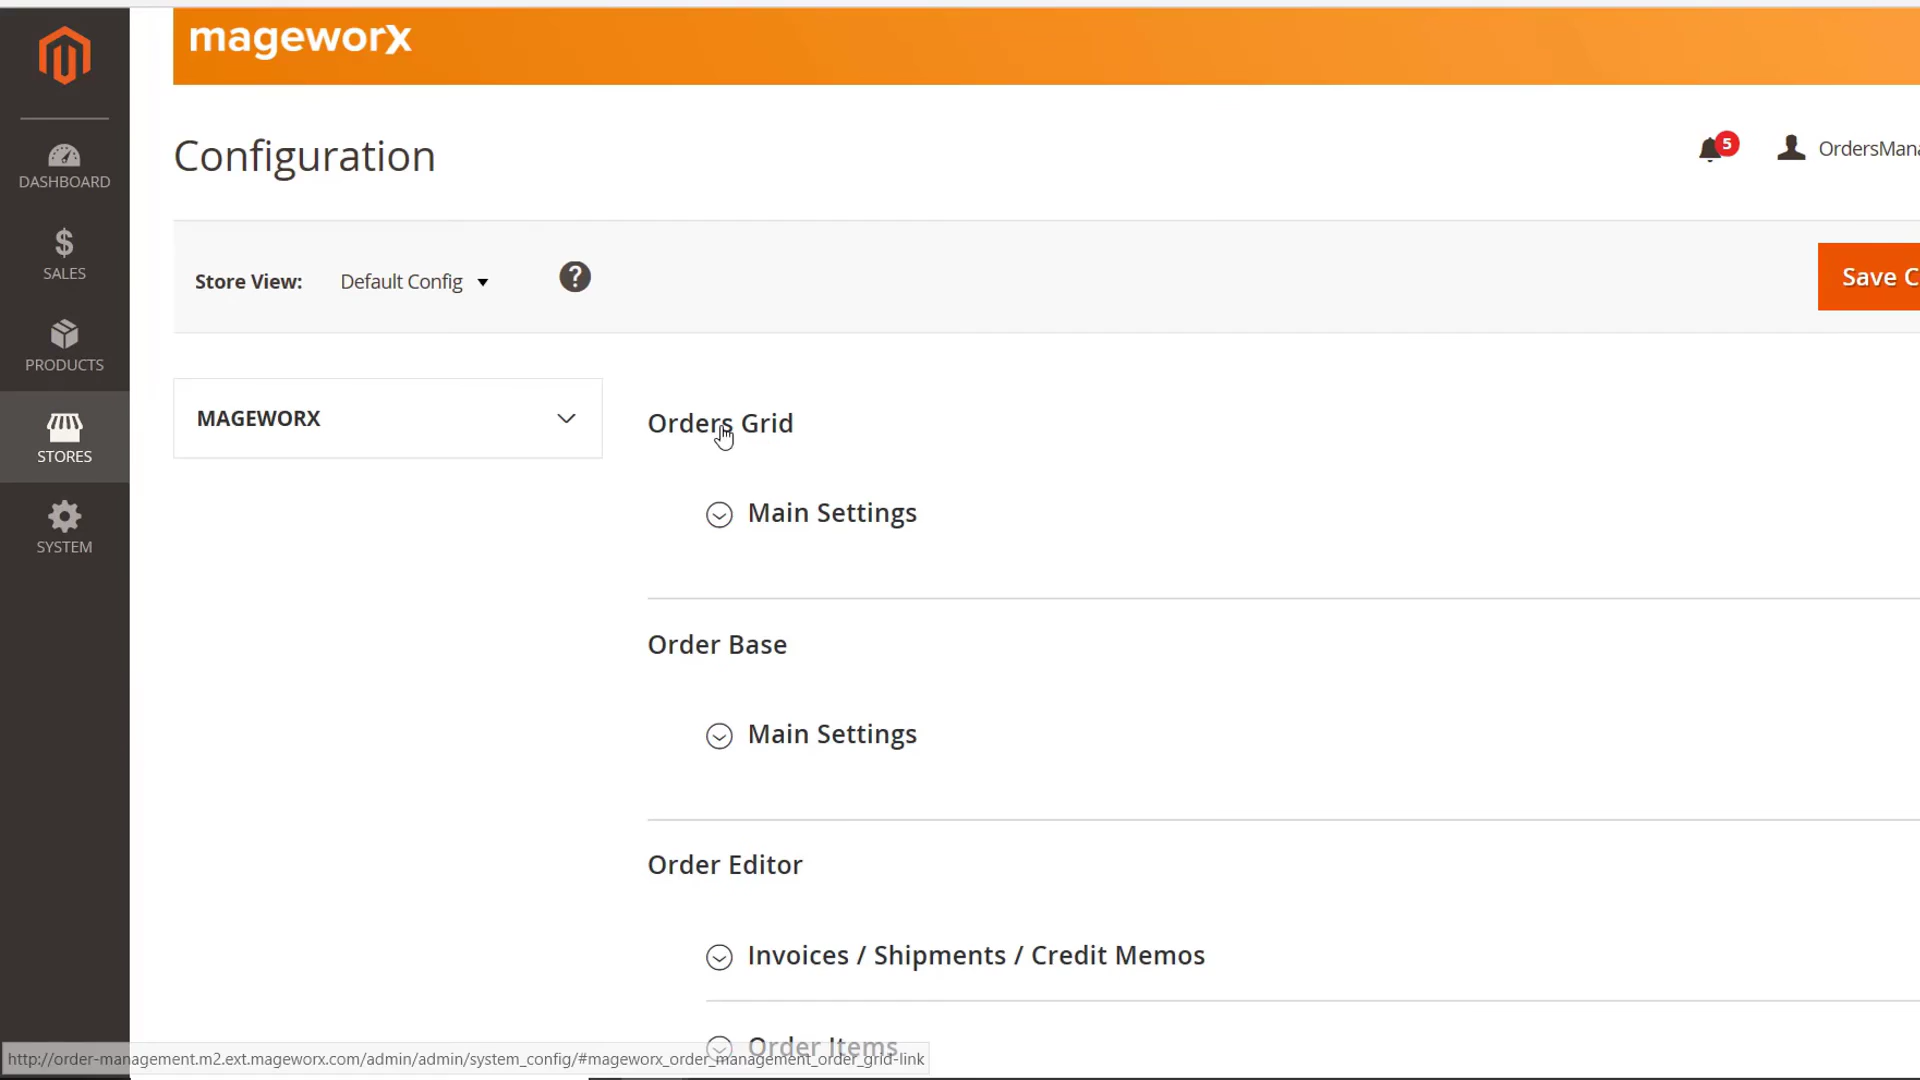 mageworx
Configuration
5
OrdersMana
DASHBOARD
SALES
PRODUCTS
STORES
SYSTEM
Store View: Default Config ?
Save C
MAGEWORX
Orders Grid
Main Settings
Order Base
Main Settings
Order Editor
Invoices / Shipments / Credit Memos
Order Items
http://order-management.m2.ext.mageworx.com/admin/admin/system_config/#mageworx_order_management_order_grid-link